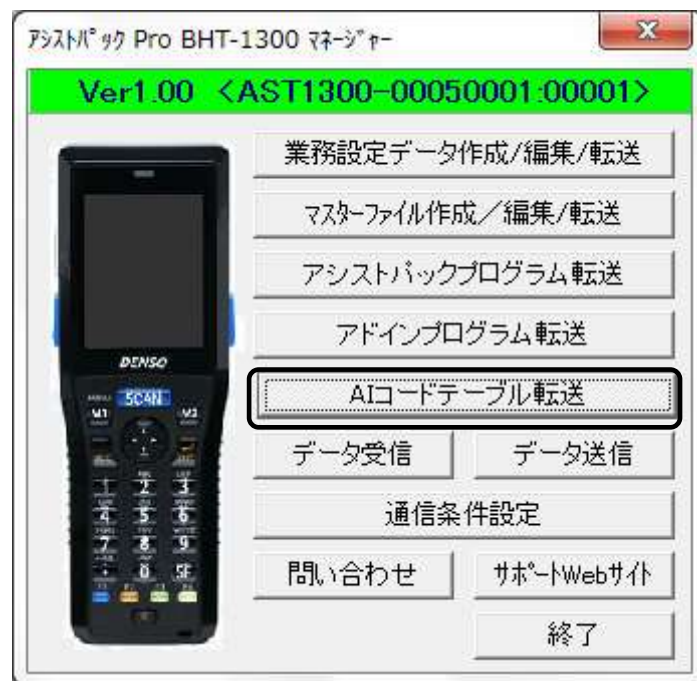 アシストパック Pro BHT-1300 マネージャー
Ver1.00 <AST1300-00050001:00001>
業務設定データ作成/編集/転送
マスターファイル作成／編集/転送
アシストパックプログラム転送
アドインプログラム転送
AIコードテーブル転送
データ受信
データ送信
通信条件設定
問い合わせ
サポートWebサイト
終了
DENSO
SCAN
M1
1 2 3
4 5 6
7 8 9
0 SF